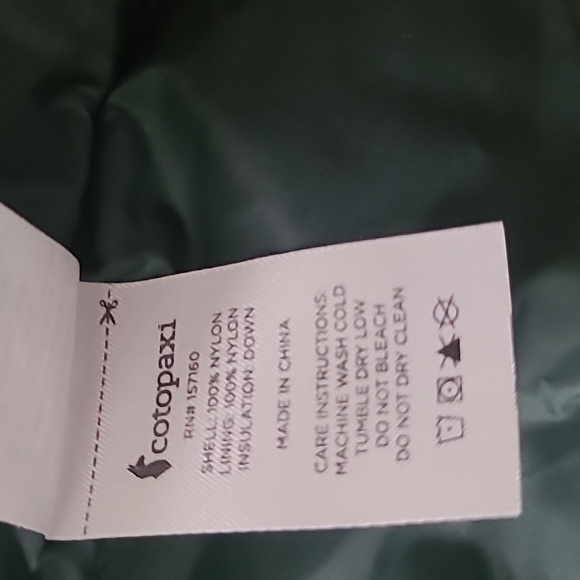 cotopaxi
RN# 157160
SHELL: 100% NYLON
LINING: 100% NYLON
INSULATION: DOWN
MADE IN CHINA
CARE INSTRUCTIONS:
MACHINE WASH COLD
TUMBLE DRY LOW
DO NOT BLEACH
DO NOT DRY CLEAN